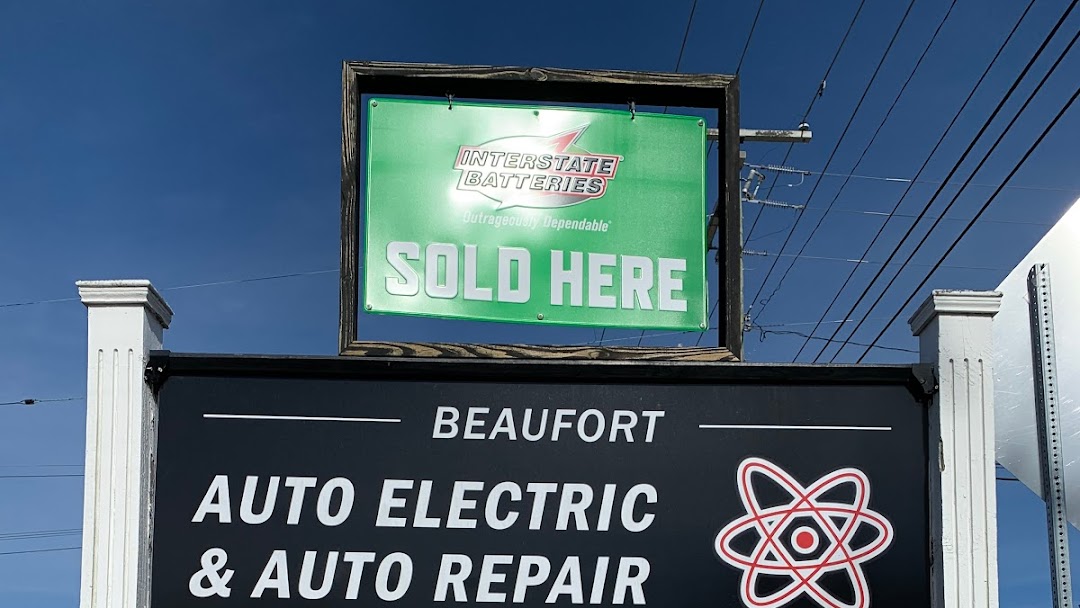 INTERSTATE
BATTERIES
Outrageously Dependable®
SOLD HERE
BEAUFORT
AUTO ELECTRIC
& AUTO REPAIR